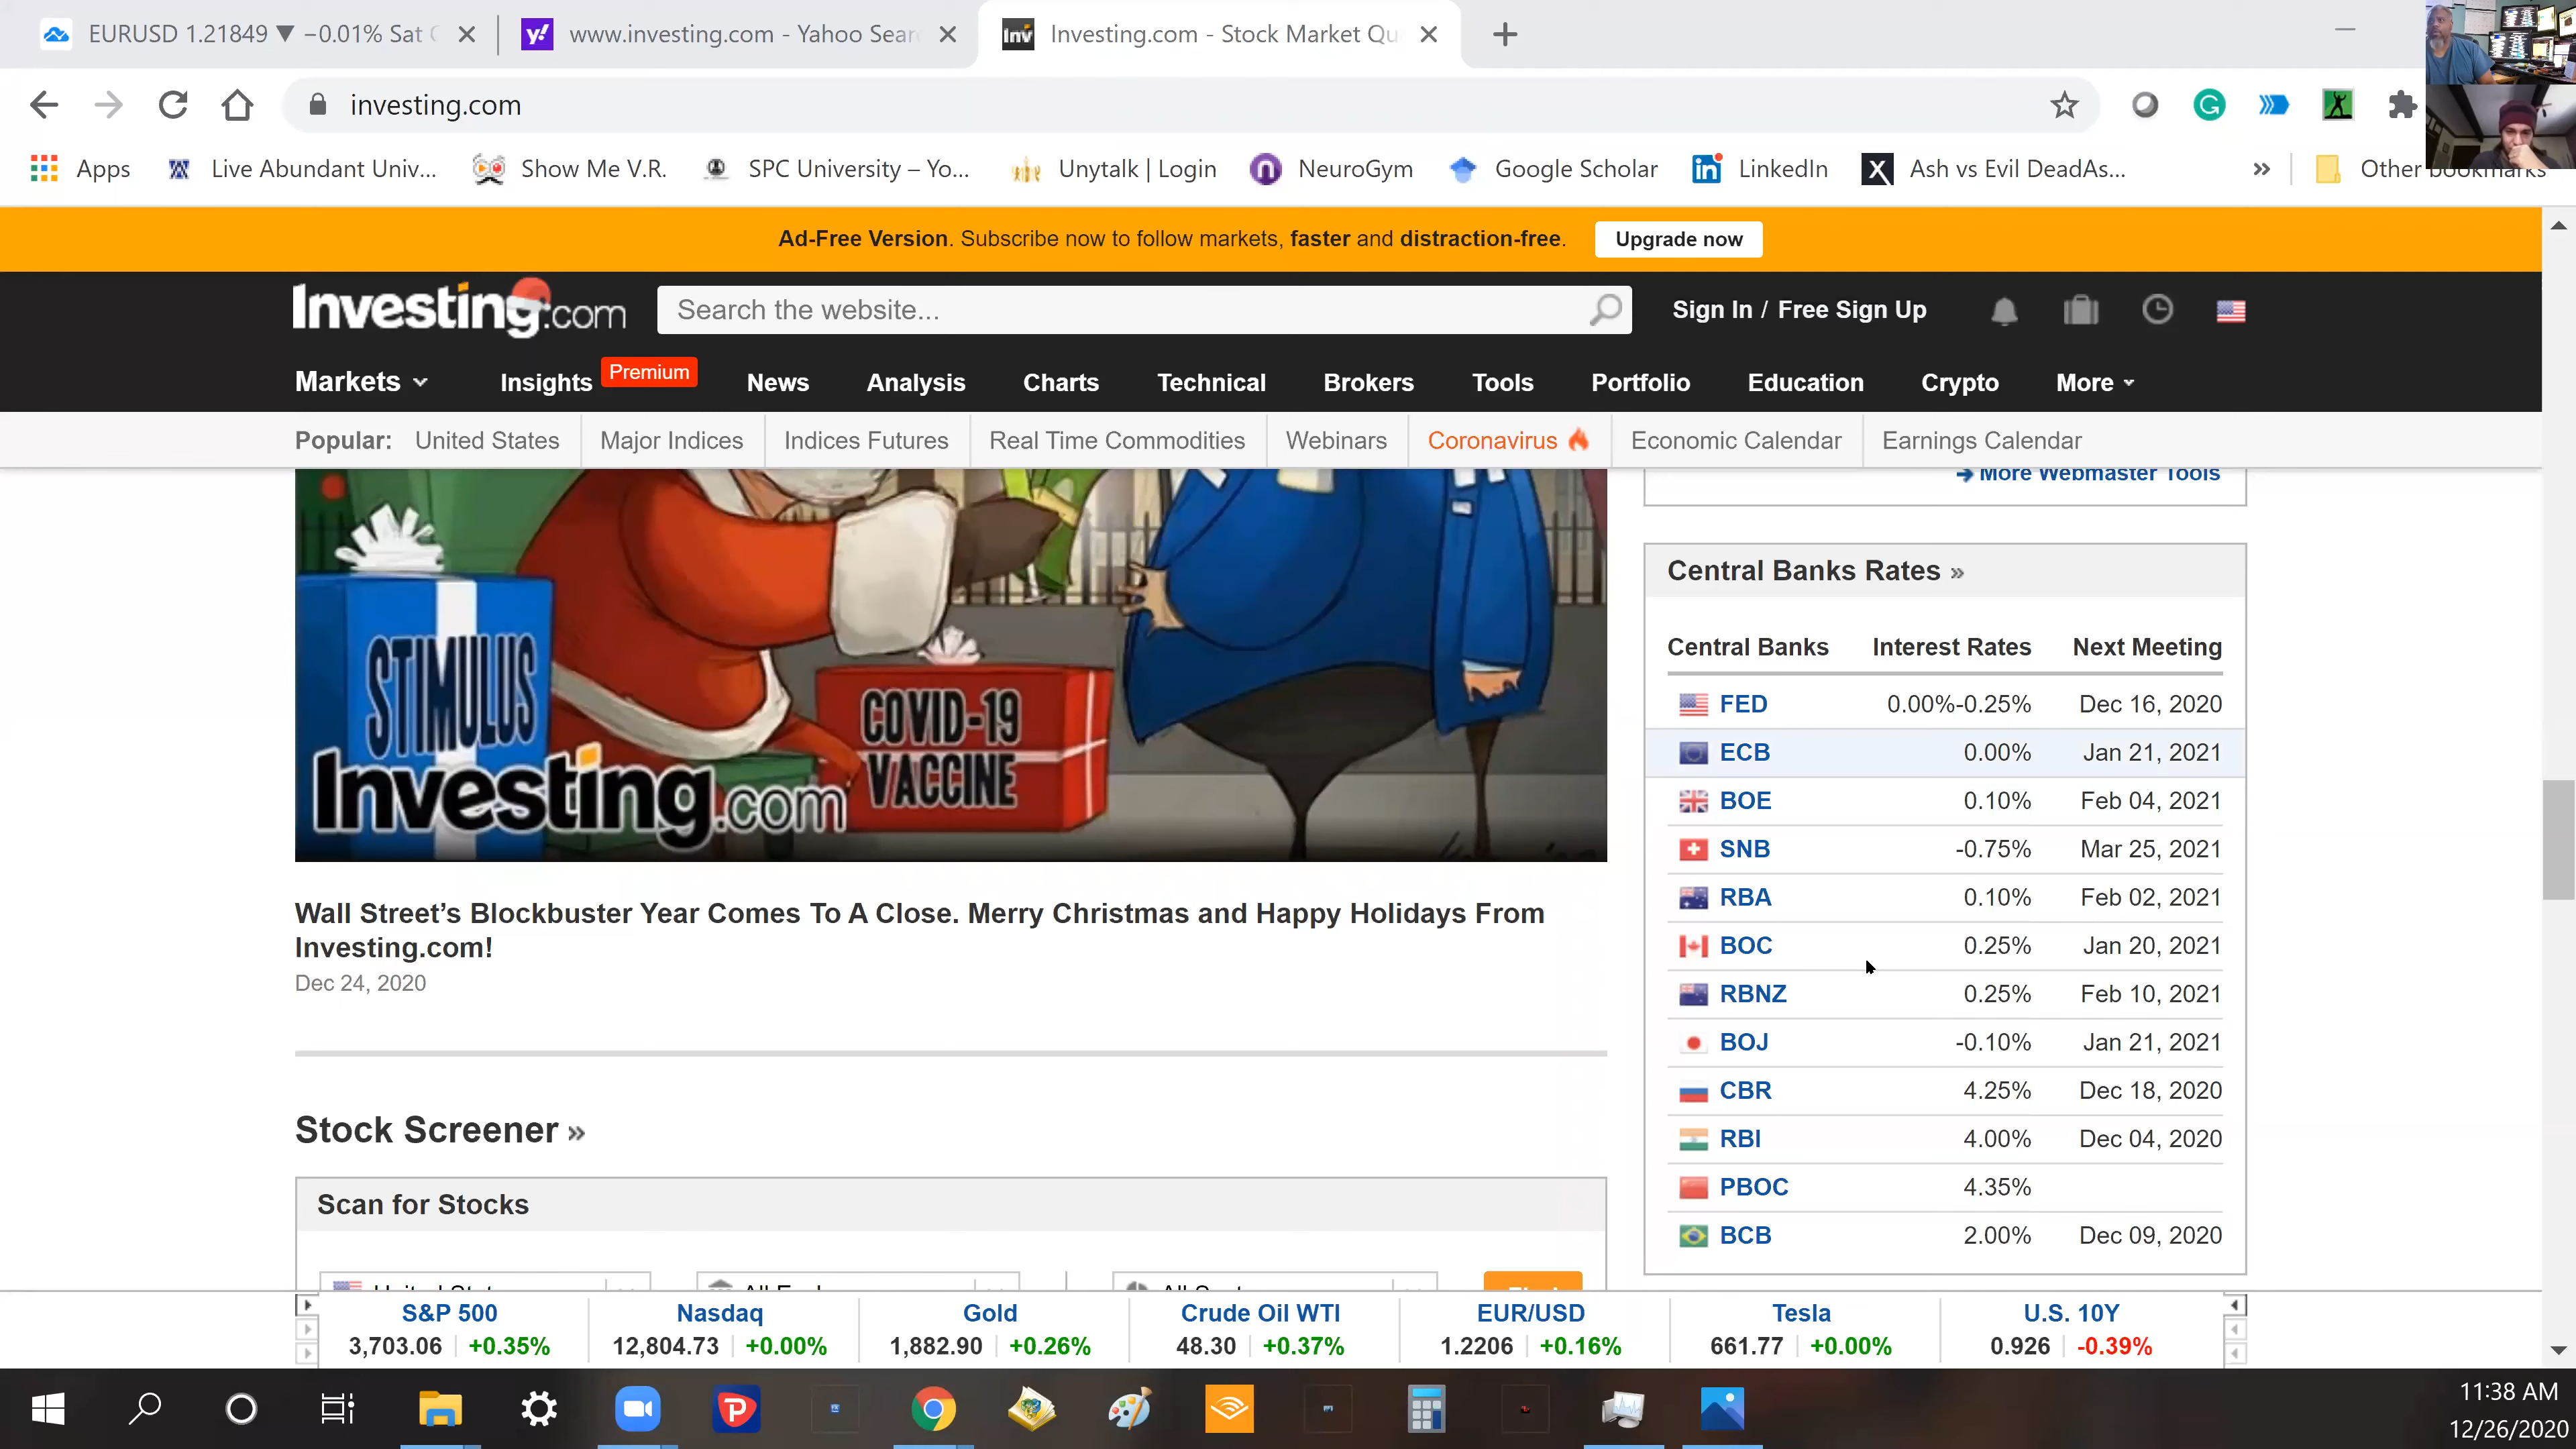 EURUSD 1.21849 ▼ −0.01% Sat
www.investing.com - Yahoo Sear
Investing.com - Stock Market Qu
investing.com
Apps
Live Abundant Univ...
Show Me V.R.
SPC University – Yo...
Unytalk | Login
NeuroGym
Google Scholar
LinkedIn
Ash vs Evil DeadAs...
Other bookmarks
Ad-Free Version. Subscribe now to follow markets, faster and distraction-free.
Upgrade now
Investing.com
Search the website...
Sign In / Free Sign Up
Markets
Insights
Premium
News
Analysis
Charts
Technical
Brokers
Tools
Portfolio
Education
Crypto
More
Popular:
United States
Major Indices
Indices Futures
Real Time Commodities
Webinars
Coronavirus
Economic Calendar
Earnings Calendar
STIMULUS
COVID-19
VACCINE
Investing.com
Wall Street's Blockbuster Year Comes To A Close. Merry Christmas and Happy Holidays From
Investing.com!
Dec 24, 2020
Stock Screener »
Scan for Stocks
More Webmaster Tools
Central Banks Rates »
Central Banks Interest Rates Next Meeting
FED 0.00%-0.25% Dec 16, 2020
ECB 0.00% Jan 21, 2021
BOE 0.10% Feb 04, 2021
SNB -0.75% Mar 25, 2021
RBA 0.10% Feb 02, 2021
BOC 0.25% Jan 20, 2021
RBNZ 0.25% Feb 10, 2021
BOJ -0.10% Jan 21, 2021
CBR 4.25% Dec 18, 2020
RBI 4.00% Dec 04, 2020
PBOC 4.35%
BCB 2.00% Dec 09, 2020
S&P 500
3,703.06 +0.35%
Nasdaq
12,804.73 +0.00%
Gold
1,882.90 +0.26%
Crude Oil WTI
48.30 +0.37%
EUR/USD
1.2206 +0.16%
Tesla
661.77 +0.00%
U.S. 10Y
0.926 -0.39%
11:38 AM
12/26/2020